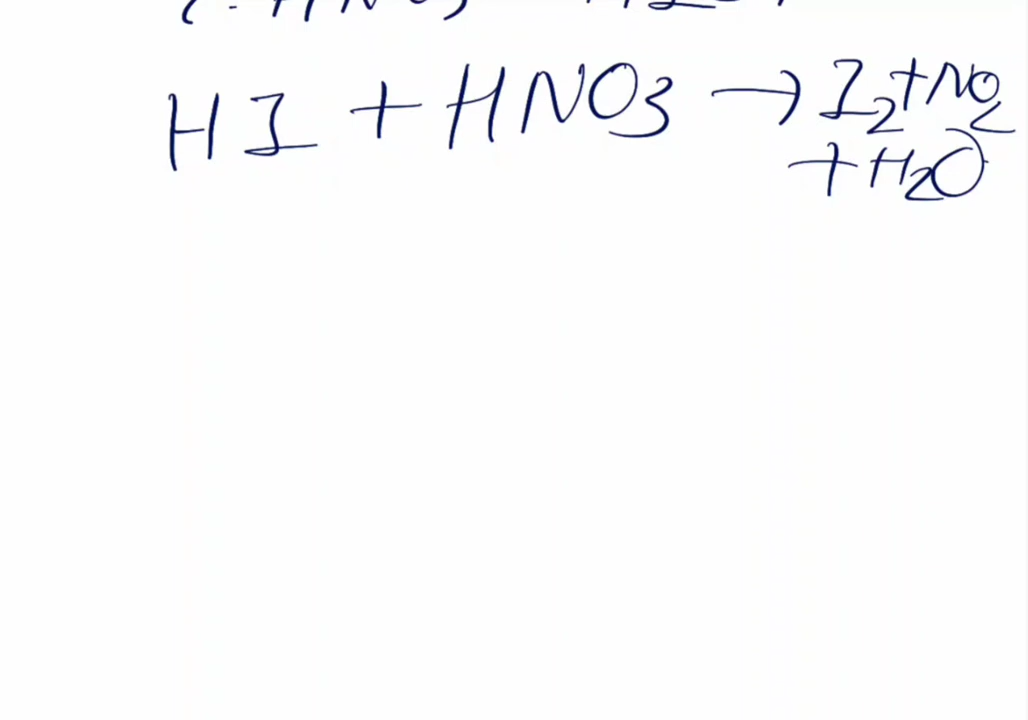 HI + HNO3 → I2 + NO2
+ H2O